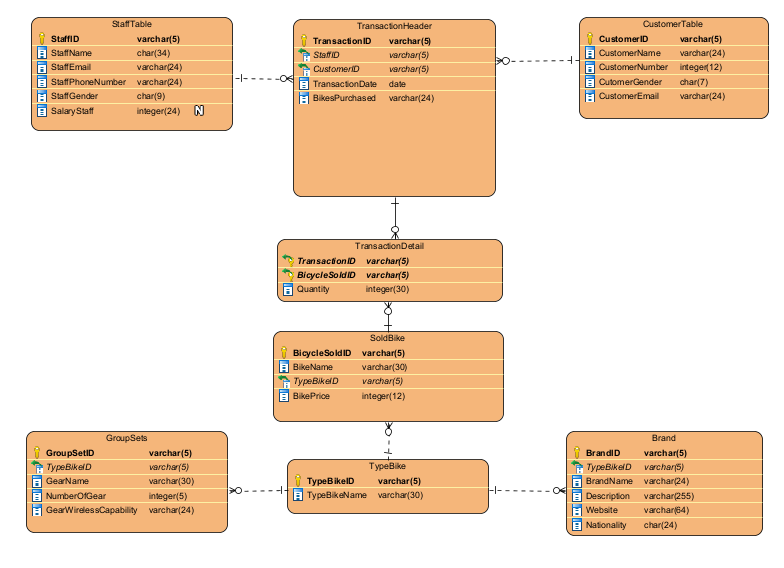 StaffTable
StaffID varchar(5)
StaffName char(34)
StaffEmail varchar(24)
StaffPhoneNumber varchar(24)
StaffGender char(9)
SalaryStaff integer(24) N
TransactionHeader
TransactionID varchar(5)
StaffID varchar(5)
CustomerID varchar(5)
TransactionDate date
BikesPurchased varchar(24)
CustomerTable
CustomerID varchar(5)
CustomerName varchar(24)
CustomerNumber integer(12)
CutomerGender char(7)
CustomerEmail varchar(24)
TransactionDetail
TransactionID varchar(5)
BicycleSoldID varchar(5)
Quantity integer(30)
SoldBike
BicycleSoldID varchar(5)
BikeName varchar(30)
TypeBikeID varchar(5)
BikePrice integer(12)
GroupSets
GroupSetID varchar(5)
TypeBikeID varchar(5)
GearName varchar(30)
NumberOfGear integer(5)
GearWirelessCapability varchar(24)
TypeBike
TypeBikeID varchar(5)
TypeBikeName varchar(30)
Brand
BrandID varchar(5)
TypeBikeID varchar(5)
BrandName varchar(24)
Description varchar(255)
Website varchar(64)
Nationality char(24)